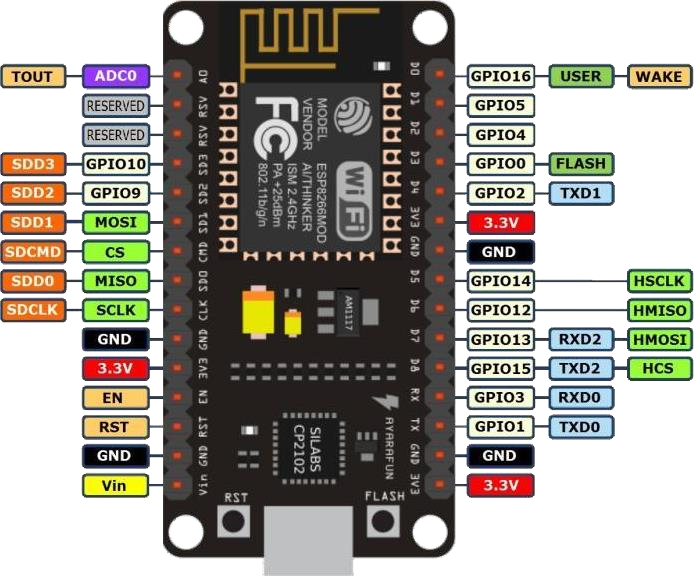 TOUT ADC0 A0 D0 GPIO16 USER WAKE
RESERVED RSV D1 GPIO5
RESERVED RSV D2 GPIO4
SDD3 GPIO10 SD3 D3 GPIO0 FLASH
SDD2 GPIO9 SD2 D4 GPIO2 TXD1
SDD1 MOSI SD1 3V3 3.3V
SDCMD CS CMD GND GND
SDD0 MISO SD0 D5 GPIO14 HSCLK
SDCLK SCLK CLK D6 GPIO12 HMISO
GND GND D7 GPIO13 RXD2 HMOSI
3.3V 3V3 D8 GPIO15 TXD2 HCS
EN EN RX GPIO3 RXD0
RST RST TX GPIO1 TXD0
GND GND GND GND
Vin Vin 3V3 3.3V
MODEL ESP8266MOD
VENDOR AI/THINKER
ISM 2.4GHz
PA +25dBm
802.11b/g/n
FC
WiFi
AM1117
SILABS
CP2102
AYARAFUN
RST
FLASH